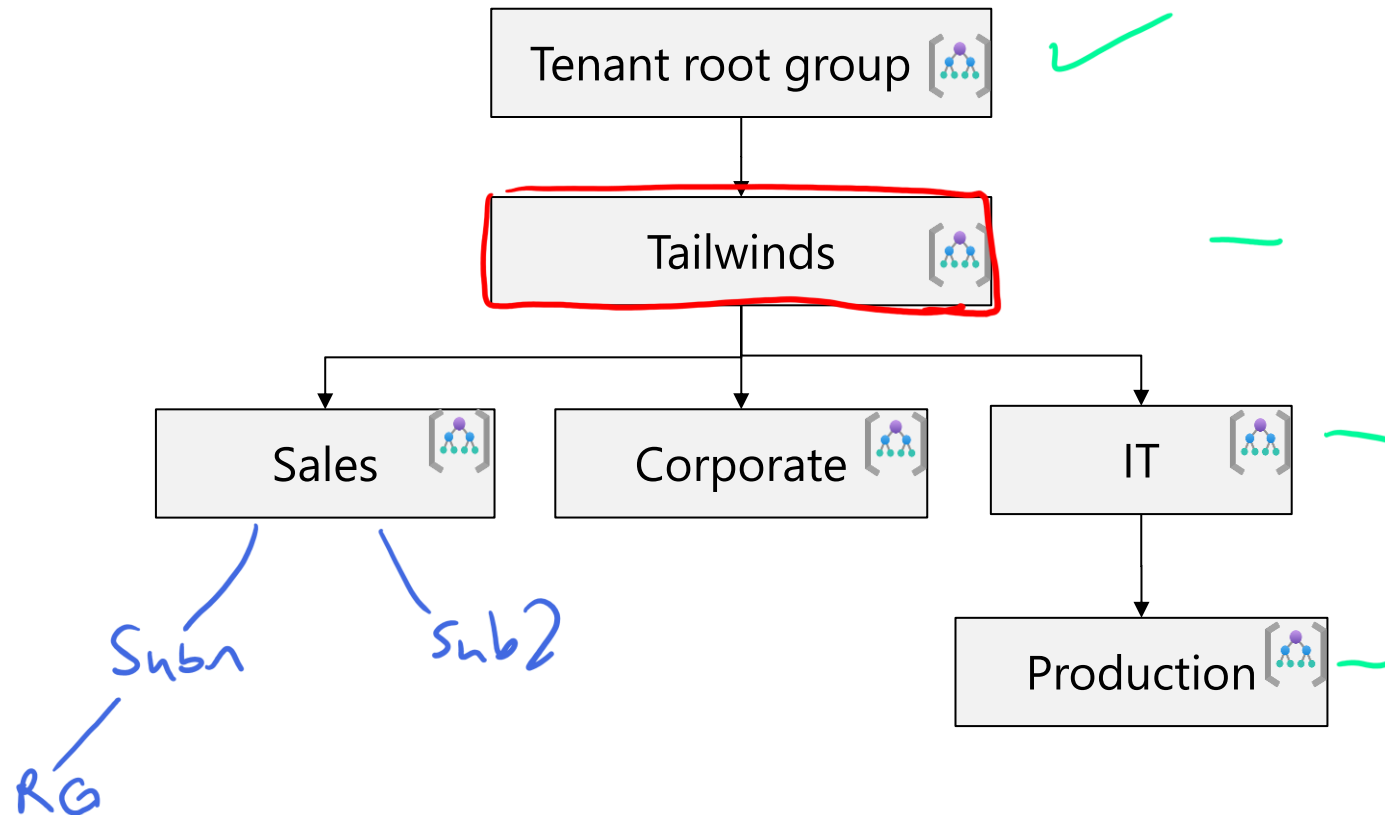 Tenant root group
Tailwinds
Sales
Corporate
IT
Sub1
Sub2
Production
RG